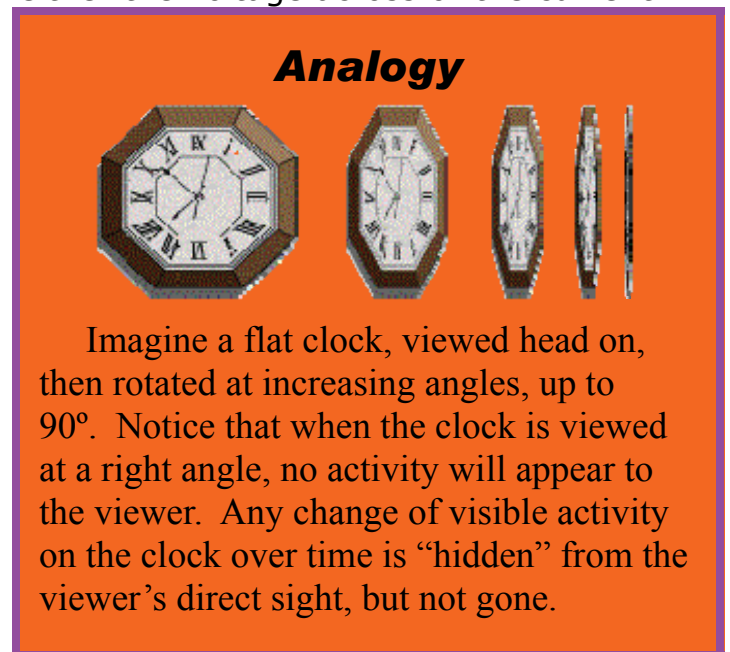 Analogy
Imagine a flat clock, viewed head on,
then rotated at increasing angles, up to
90º. Notice that when the clock is viewed
at a right angle, no activity will appear to
the viewer. Any change of visible activity
on the clock over time is “hidden” from the
viewer’s direct sight, but not gone.